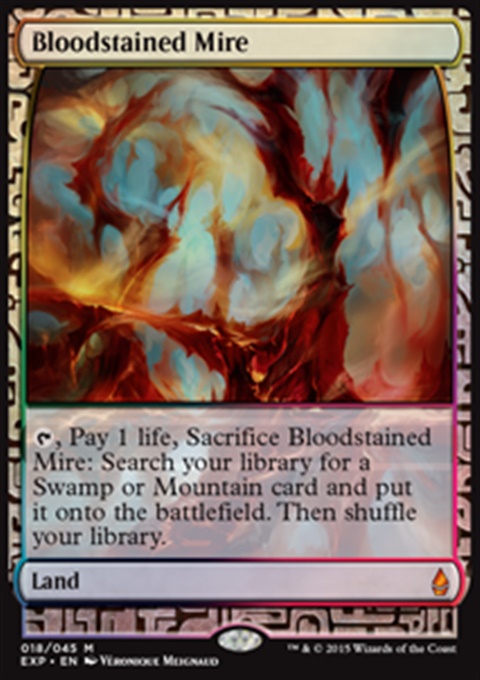 Bloodstained Mire
, Pay 1 life, Sacrifice Bloodstained
Mire: Search your library for a
Swamp or Mountain card and put
it onto the battlefield. Then shuffle
your library.
Land
018/045 M
EXP • EN Véronique Meignaud
™ & © 2015 Wizards of the Coast